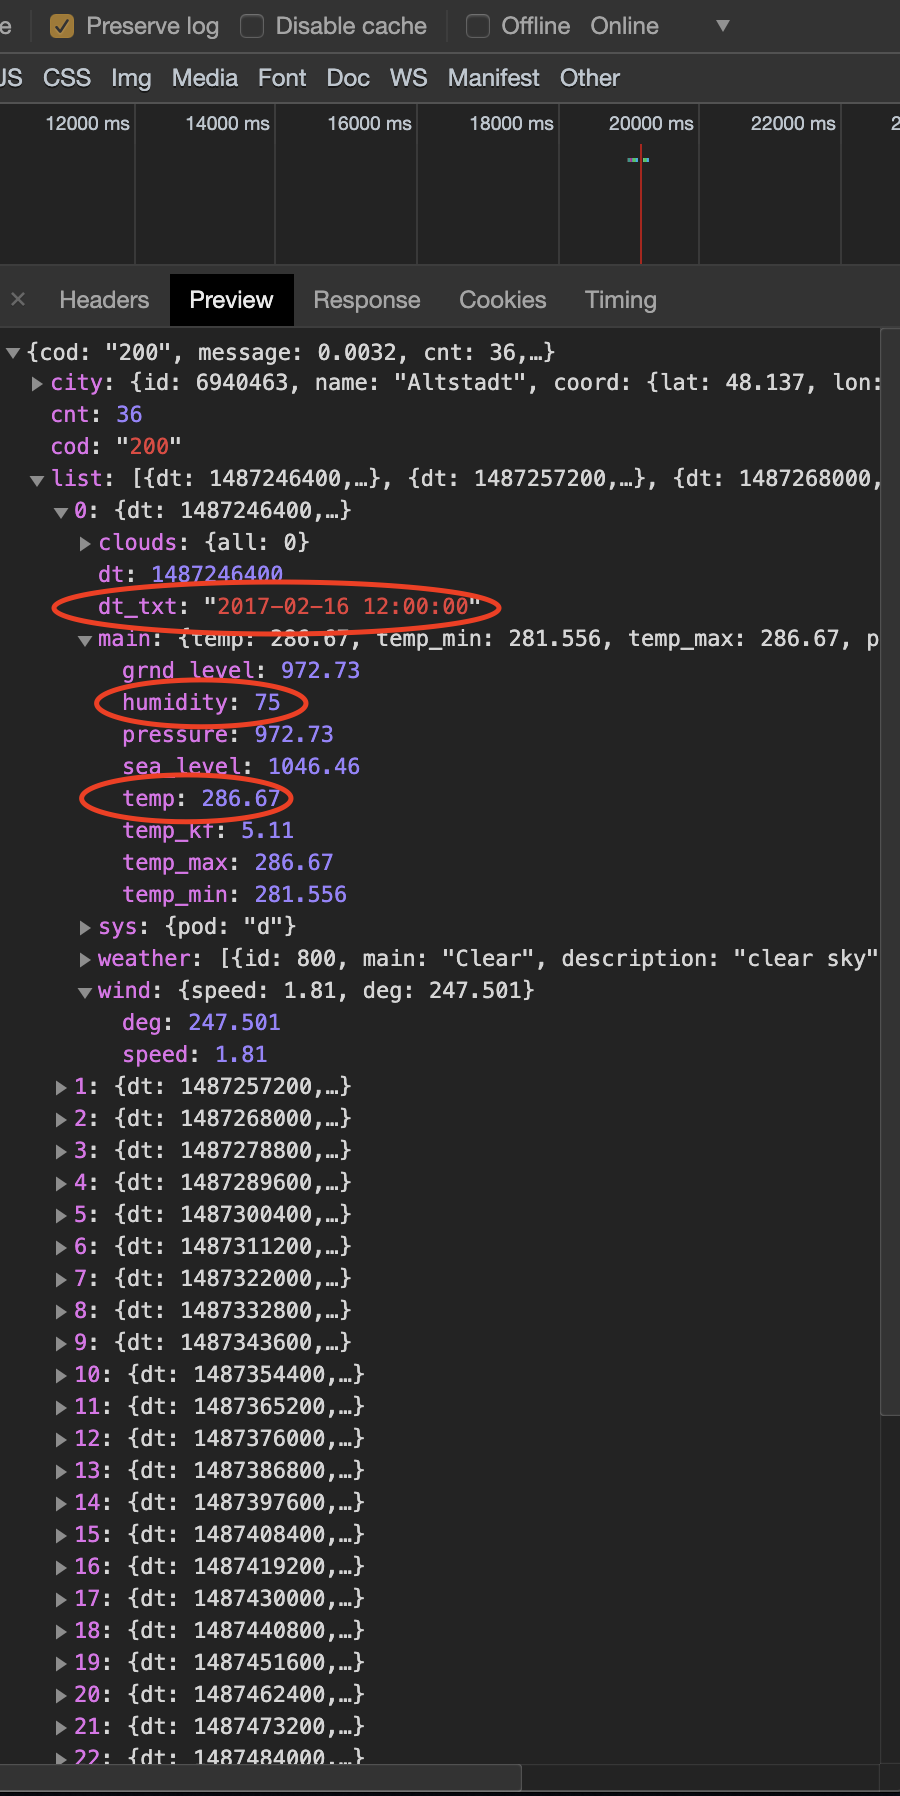 e Preserve log Disable cache Offline Online
JS CSS Img Media Font Doc WS Manifest Other
12000 ms 14000 ms 16000 ms 18000 ms 20000 ms 22000 ms 2
× Headers Preview Response Cookies Timing
{cod: "200", message: 0.0032, cnt: 36,…}
city: {id: 6940463, name: "Altstadt", coord: {lat: 48.137, lon:
cnt: 36
cod: "200"
list: [{dt: 1487246400,…}, {dt: 1487257200,…}, {dt: 1487268000,
0: {dt: 1487246400,…}
clouds: {all: 0}
dt: 1487246400
dt_txt: "2017-02-16 12:00:00"
main: {temp: 286.67, temp_min: 281.556, temp_max: 286.67, p
grnd_level: 972.73
humidity: 75
pressure: 972.73
sea_level: 1046.46
temp: 286.67
temp_kf: 5.11
temp_max: 286.67
temp_min: 281.556
sys: {pod: "d"}
weather: [{id: 800, main: "Clear", description: "clear sky"
wind: {speed: 1.81, deg: 247.501}
deg: 247.501
speed: 1.81
1: {dt: 1487257200,…}
2: {dt: 1487268000,…}
3: {dt: 1487278800,…}
4: {dt: 1487289600,…}
5: {dt: 1487300400,…}
6: {dt: 1487311200,…}
7: {dt: 1487322000,…}
8: {dt: 1487332800,…}
9: {dt: 1487343600,…}
10: {dt: 1487354400,…}
11: {dt: 1487365200,…}
12: {dt: 1487376000,…}
13: {dt: 1487386800,…}
14: {dt: 1487397600,…}
15: {dt: 1487408400,…}
16: {dt: 1487419200,…}
17: {dt: 1487430000,…}
18: {dt: 1487440800,…}
19: {dt: 1487451600,…}
20: {dt: 1487462400,…}
21: {dt: 1487473200,…}
22: {dt: 1487484000,…}